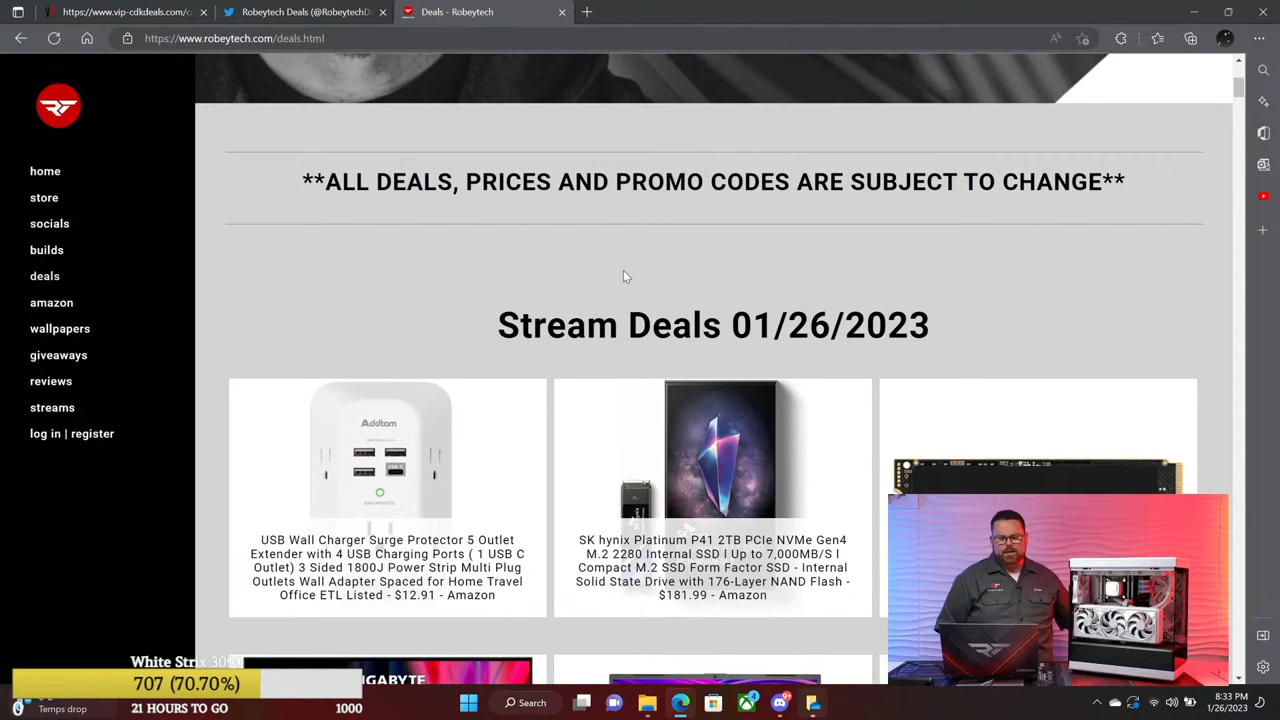 https://www.vip-cdkdeals.com/c
Robeytech Deals (@RobeytechD
Deals - Robeytech
https://www.robeytech.com/deals.html
home
store
socials
builds
deals
amazon
wallpapers
giveaways
reviews
streams
log in | register
**ALL DEALS, PRICES AND PROMO CODES ARE SUBJECT TO CHANGE**
Stream Deals 01/26/2023
Addtam
USB Wall Charger Surge Protector 5 Outlet
Extender with 4 USB Charging Ports ( 1 USB C
Outlet) 3 Sided 1800J Power Strip Multi Plug
Outlets Wall Adapter Spaced for Home Travel
Office ETL Listed - $12.91 - Amazon
SK hynix Platinum P41 2TB PCIe NVMe Gen4
M.2 2280 Internal SSD l Up to 7,000MB/S l
Compact M.2 SSD Form Factor SSD - Internal
Solid State Drive with 176-Layer NAND Flash -
$181.99 - Amazon
GIGABYTE
White Strix 30
707 (70.70%)
21 HOURS TO GO
1000
Temps drop
Search
8:33 PM
1/26/2023